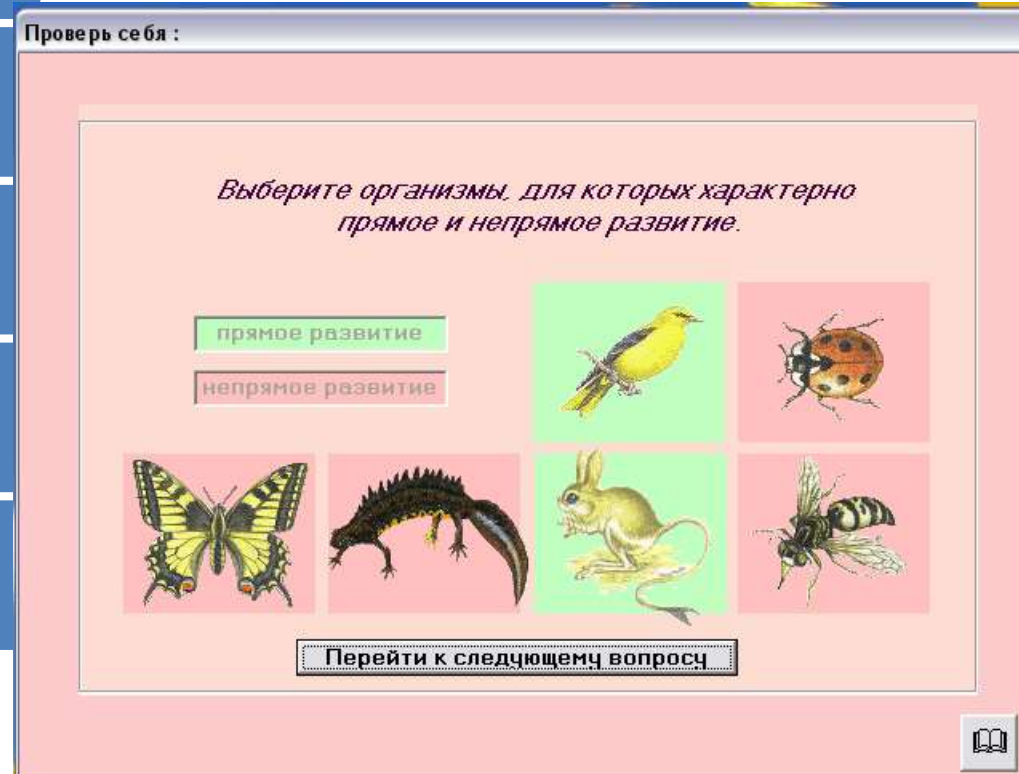 Проверь себя :
Выберите организмы, для которых характерно
прямое и непрямое развитие.
прямое развитие
непрямое развитие
Перейти к следующему вопросу